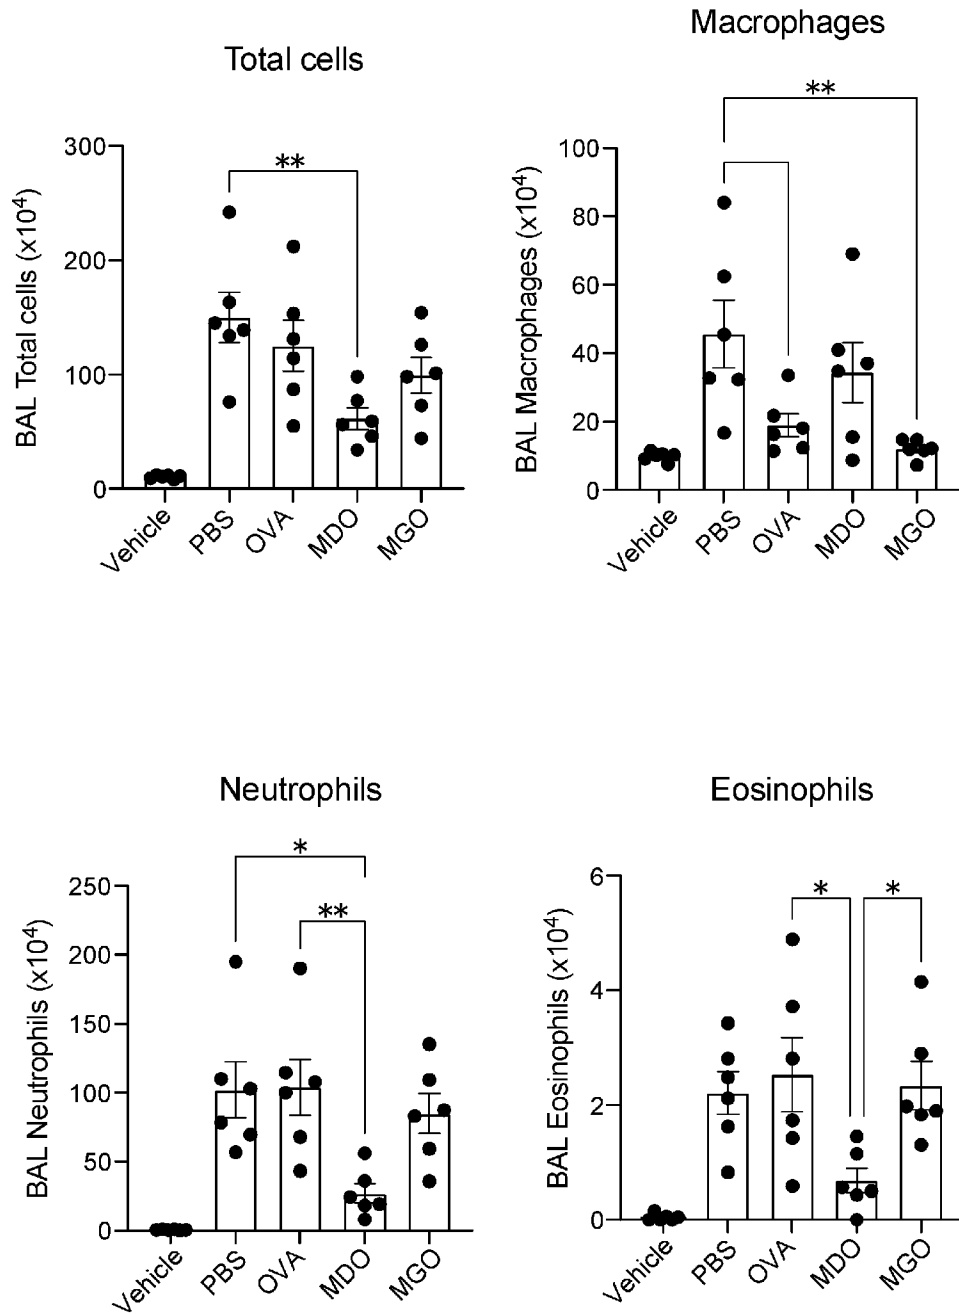 Total cells
**
BAL Total cells (x10⁴)
300
200
100
0
Vehicle
PBS
OVA
MDO
MGO
Macrophages
**
BAL Macrophages (x10⁴)
100
80
60
40
20
0
Vehicle
PBS
OVA
MDO
MGO
Neutrophils
*
**
BAL Neutrophils (x10⁴)
250
200
150
100
50
0
Vehicle
PBS
OVA
MDO
MGO
Eosinophils
* *
BAL Eosinophils (x10⁴)
6
4
2
0
Vehicle
PBS
OVA
MDO
MGO